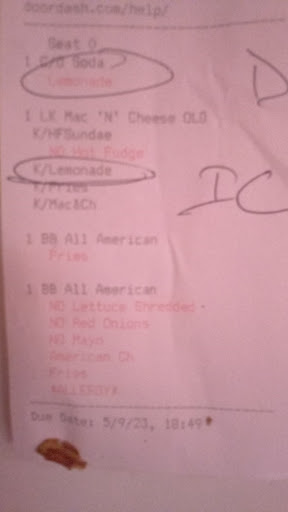 doordash.com/help/
Seat 0
1 S/O Soda
Lemonade
D
1 LK Mac 'N' Cheese OLO
K/HFSundae
NO Hot Fudge
K/Lemonade
K/Fries
IC
K/Mac&Ch
1 BB All American
Fries
1 BB All American
NO Lettuce Shredded
NO Red Onions
NO Mayo
American Ch
Fries
#ALLERGY#
Due Date: 5/9/23, 18:49